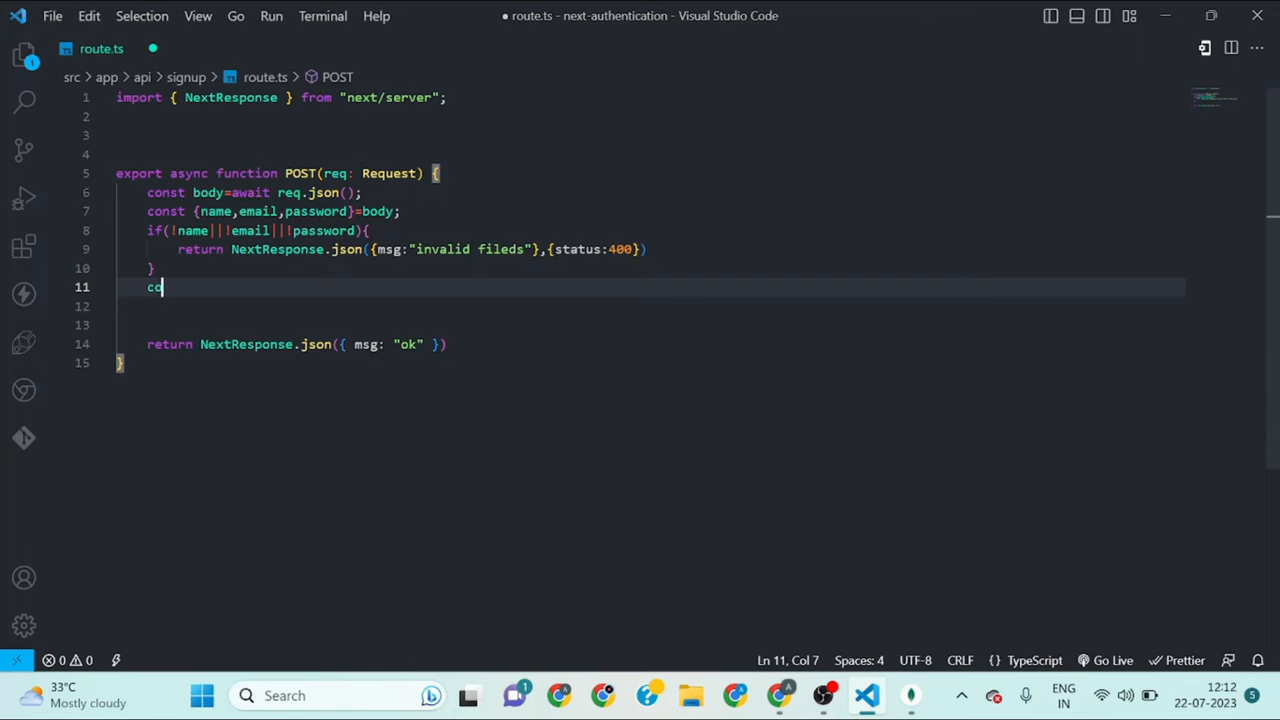 File Edit Selection View Go Run Terminal Help ● route.ts - next-authentication - Visual Studio Code
TS route.ts
src > app > api > signup > TS route.ts > POST
1 import { NextResponse } from "next/server";
2
3
4
5 export async function POST(req: Request) {
6 const body=await req.json();
7 const {name,email,password}=body;
8 if(!name||!email||!password){
9 return NextResponse.json({msg:"invalid fileds"},{status:400})
10 }
11 co
12
13
14 return NextResponse.json({ msg: "ok" })
15 }
1
0 0 Ln 11, Col 7 Spaces: 4 UTF-8 CRLF {} TypeScript Go Live Prettier
33°C
Mostly cloudy
Search
1
ENG
IN
12:12
22-07-2023
5